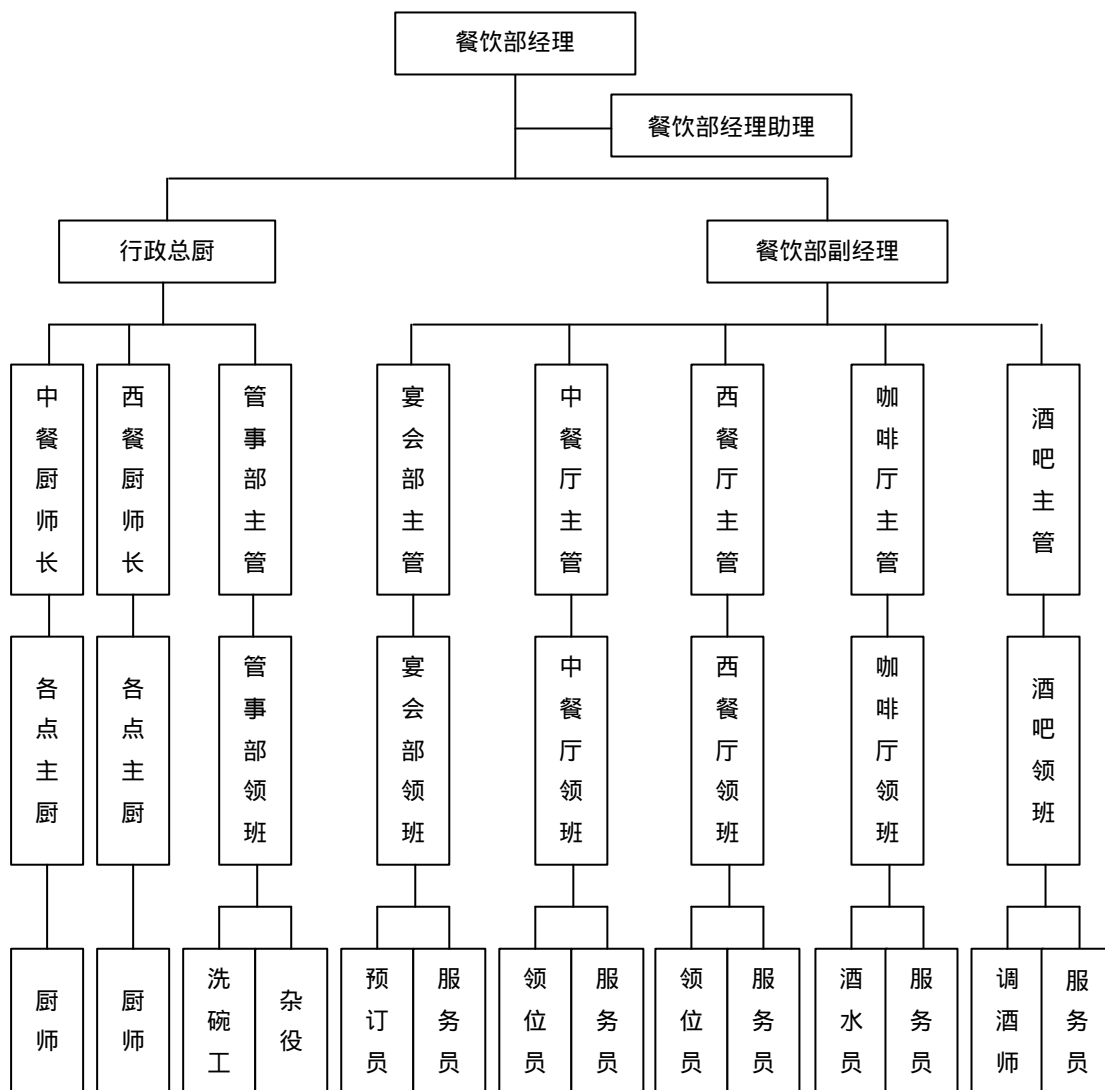 餐饮部经理
餐饮部经理助理
行政总厨
餐饮部副经理
中餐厨师长
西餐厨师长
管事部主管
宴会部主管
中餐厅主管
西餐厅主管
咖啡厅主管
酒吧主管
各点主厨
各点主厨
管事部领班
宴会部领班
中餐厅领班
西餐厅领班
咖啡厅领班
酒吧领班
厨师
厨师
洗碗工
杂役
预订员
服务员
领位员
服务员
领位员
服务员
酒水员
服务员
调酒师
服务员